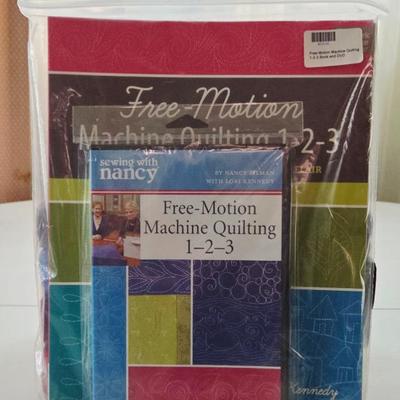 Free-Motion Machine Quilting
1-2-3 Book and DVD
Free-Motion
Machine Quilting 1-2-3
FLAIR
sewing with
nancy
BY NANCY ZIEMAN
WITH LORI KENNEDY
Free-Motion
Machine Quilting
1–2–3
Kennedy